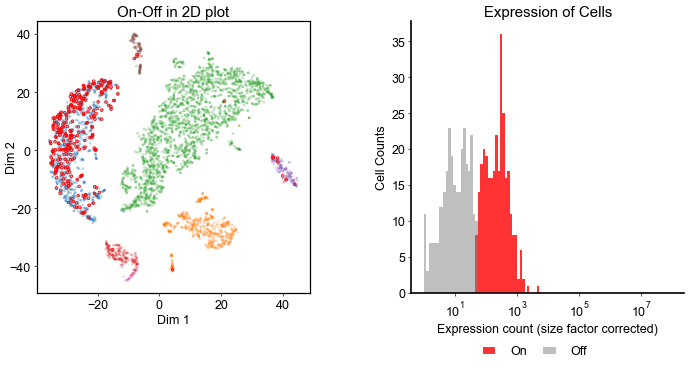 On-Off in 2D plot
40
20
0
−20
−40
Dim 2
−20
0
20
40
Dim 1
Expression of Cells
35
30
25
20
15
10
5
0
Cell Counts
10^1
10^3
10^5
10^7
Expression count (size factor corrected)
On
Off